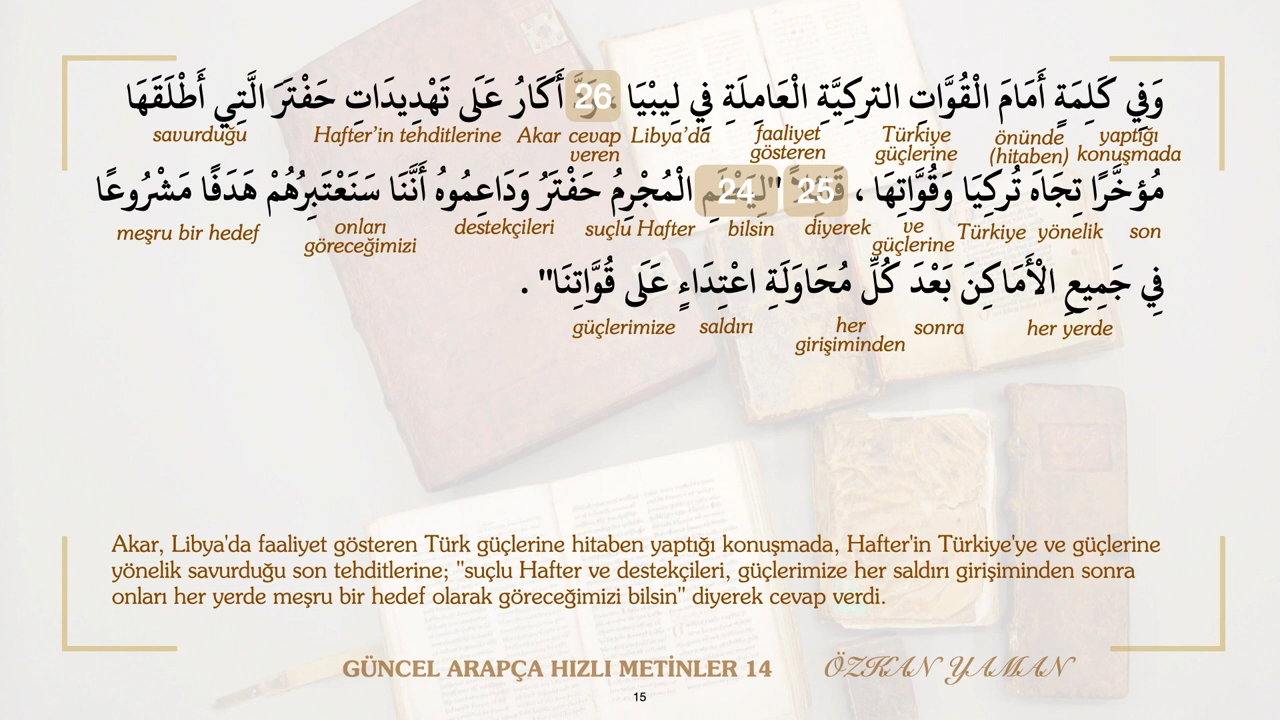 وَفِي كَلِمَةٍ أَمَامَ الْقُوَّاتِ التركِيَّةِ الْعَامِلَةِ فِي لِيبْيَا 26 أَكَارُ عَلَى تَهْدِيدَاتِ حَفْتَرَ الَّتِي أَطْلَقَهَا
yaptığı konuşmada önünde (hitaben) Türkiye güçlerine faaliyet gösteren Libya'da Akar cevap veren Hafter'in tehditlerine savurduğu
مُؤخَّرًا تِجَاهَ تُركِيَا وَقُوَّاتِهَا ، 25 " 24 الْمُجْرِمُ حَفْتَرُ وَدَاعِمُوهُ أَنَّنَا سَنَعْتَبِرُهُمْ هَدَفًا مَشْرُوعًا
son yönelik Türkiye ve güçlerine diyerek bilsin suçlu Hafter destekçileri onları göreceğimizi meşru bir hedef
فِي جَمِيعِ الْأَمَاكِنَ بَعْدَ كُلِّ مُحَاوَلَةِ اعْتِدَاءٍ عَلَى قُوَّاتِنَا" .
her yerde sonra her girişiminden saldırı güçlerimize
Akar, Libya'da faaliyet gösteren Türk güçlerine hitaben yaptığı konuşmada, Hafter'in Türkiye'ye ve güçlerine
yönelik savurduğu son tehditlerine; "suçlu Hafter ve destekçileri, güçlerimize her saldırı girişiminden sonra
onları her yerde meşru bir hedef olarak göreceğimizi bilsin" diyerek cevap verdi.
GÜNCEL ARAPÇA HIZLI METİNLER 14 ÖZKAN YAMAN
15